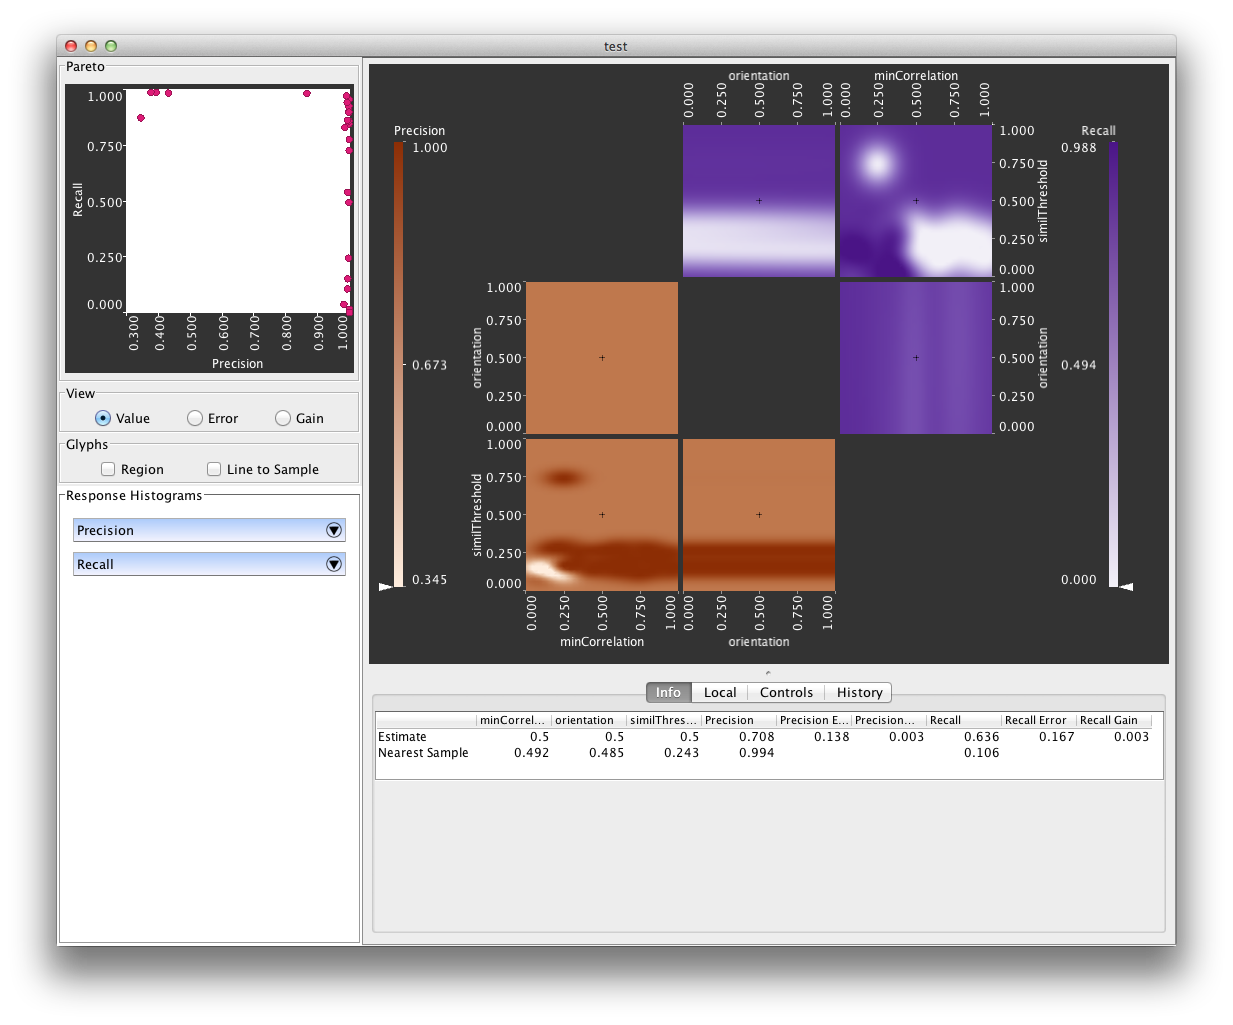 test
Pareto
1.000
0.750
0.500
0.250
0.000
Recall
0.300
0.400
0.500
0.600
0.700
0.800
0.900
1.000
Precision
View
Value
Error
Gain
Glyphs
Region
Line to Sample
Response Histograms
Precision
Recall
Precision
1.000
0.673
0.345
orientation
0.000
0.250
0.500
0.750
1.000
minCorrelation
0.000
0.250
0.500
0.750
1.000
1.000
0.750
0.500
0.250
0.000
similThreshold
Recall
0.988
0.494
0.000
orientation
1.000
0.750
0.500
0.250
0.000
1.000
0.750
0.500
0.250
0.000
orientation
similThreshold
1.000
0.750
0.500
0.250
0.000
0.000
0.250
0.500
0.750
1.000
minCorrelation
0.000
0.250
0.500
0.750
1.000
orientation
Info Local Controls History
minCorrel... orientation similThres... Precision Precision E... Precision... Recall Recall Error Recall Gain
Estimate 0.5 0.5 0.5 0.708 0.138 0.003 0.636 0.167 0.003
Nearest Sample 0.492 0.485 0.243 0.994 0.106